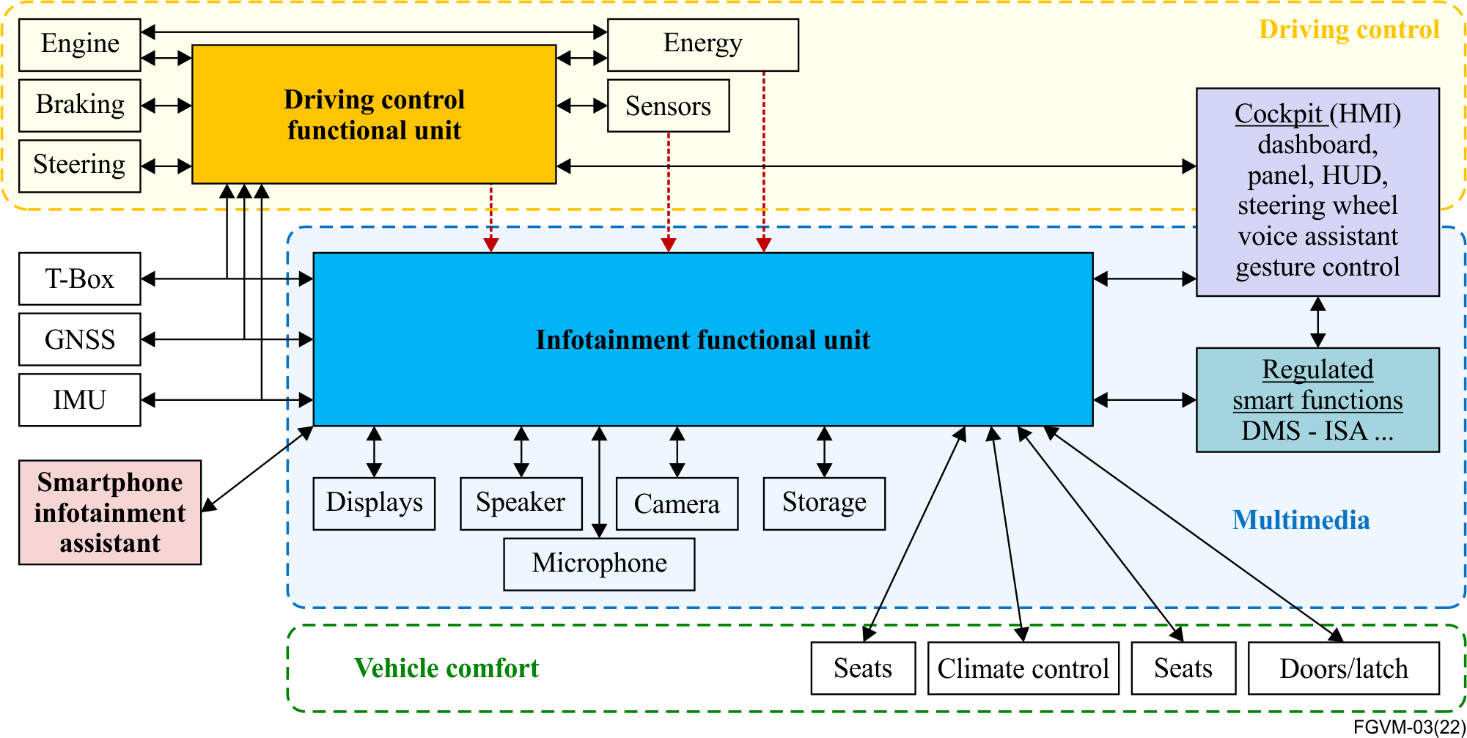 Driving control
Engine
Energy
Braking
Driving control
functional unit
Sensors
Steering
Cockpit (HMI)
dashboard,
panel, HUD,
steering wheel
voice assistant
gesture control
T-Box
GNSS
IMU
Infotainment functional unit
Regulated
smart functions
DMS - ISA ...
Smartphone
infotainment
assistant
Displays
Speaker
Camera
Storage
Microphone
Multimedia
Vehicle comfort
Seats
Climate control
Seats
Doors/latch
FGVM-03(22)